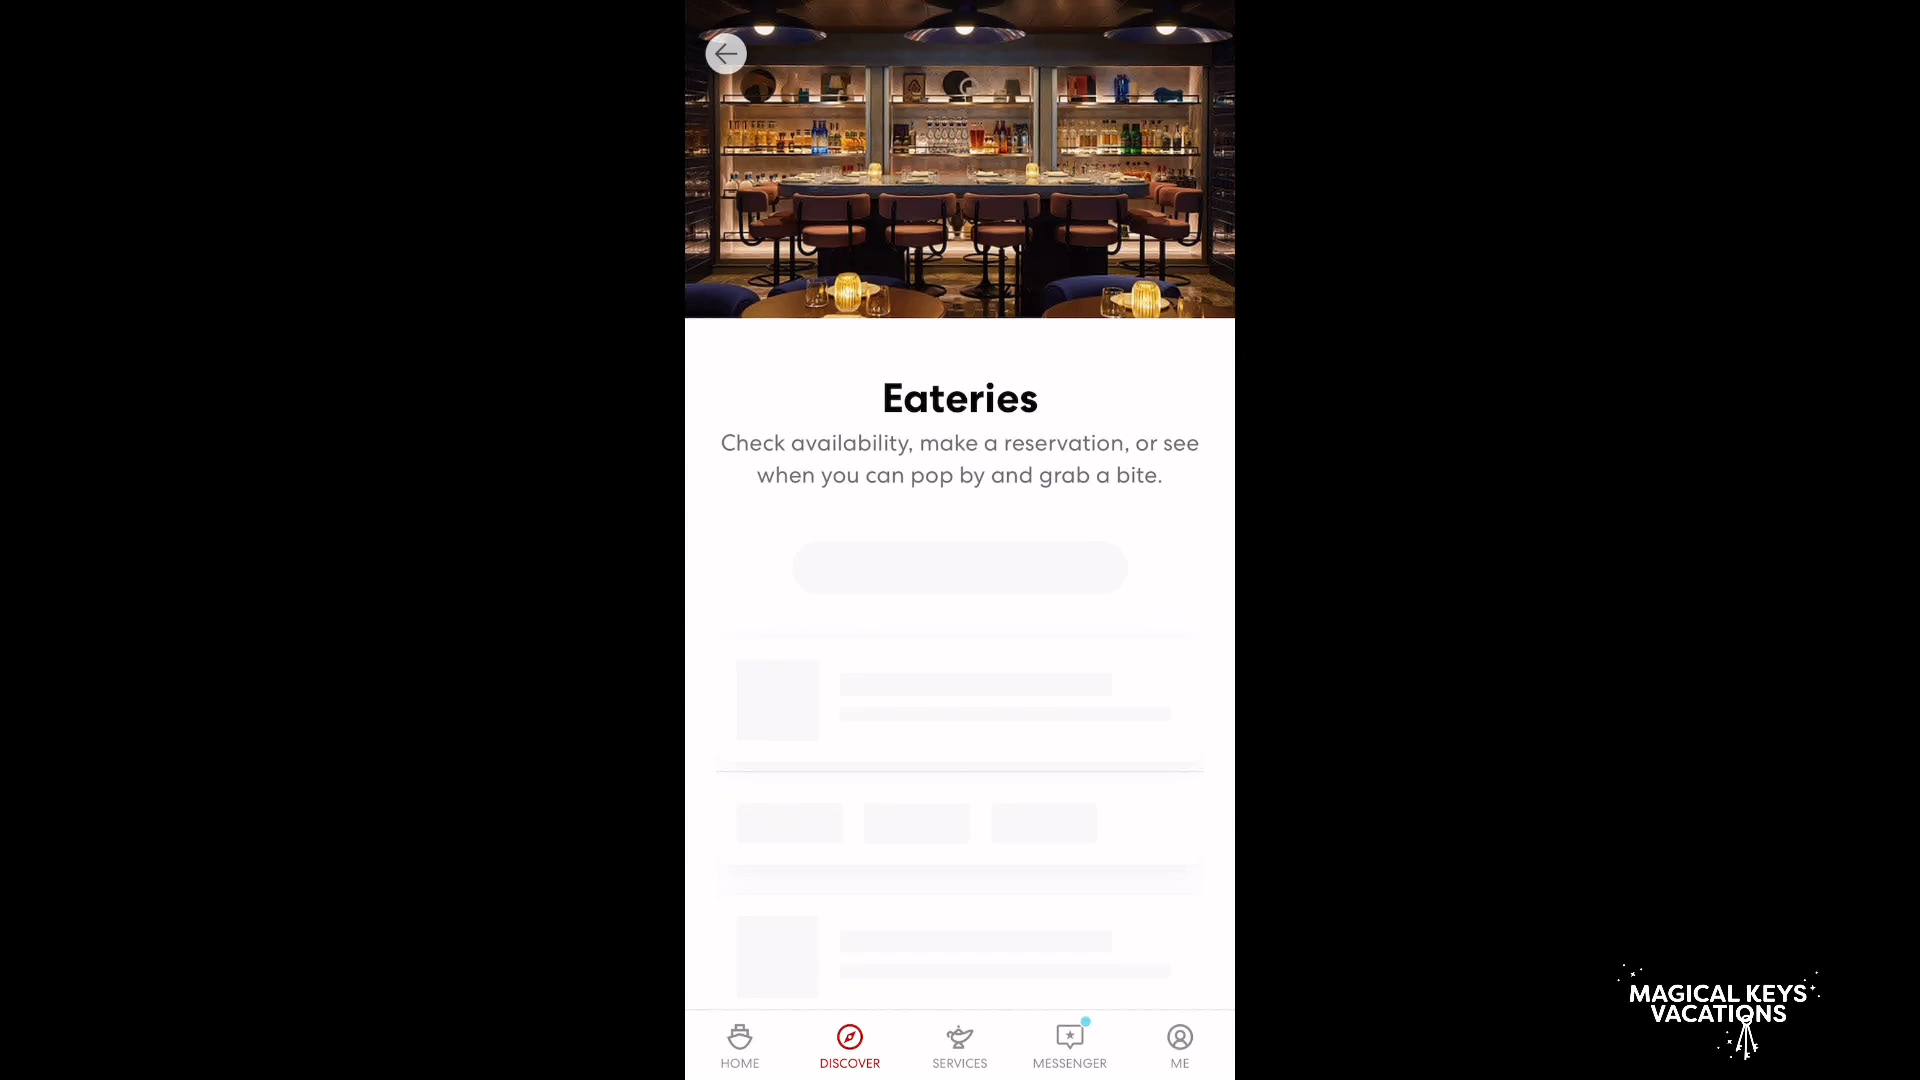 Eateries
Check availability, make a reservation, or see
when you can pop by and grab a bite.
HOME
DISCOVER
SERVICES
MESSENGER
ME
MAGICAL KEYS
VACATIONS